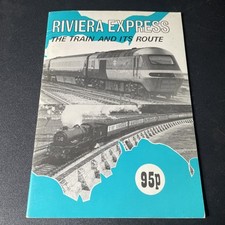 RIVIERA EXPRESS
THE TRAIN AND ITS ROUTE
95p